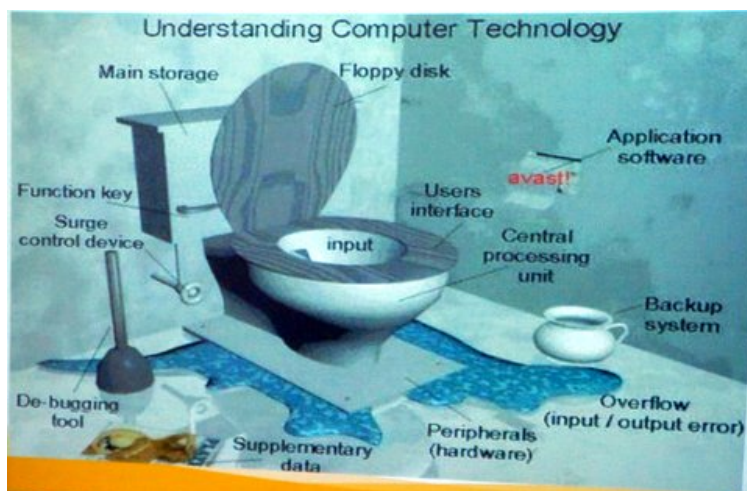 Understanding Computer Technology
Main storage
Floppy disk
Application
software
avast!
Function key
Users
interface
Surge
control device
input
Central
processing
unit
Backup
system
De-bugging
tool
Overflow
(input / output error)
Peripherals
(hardware)
Supplementary
data